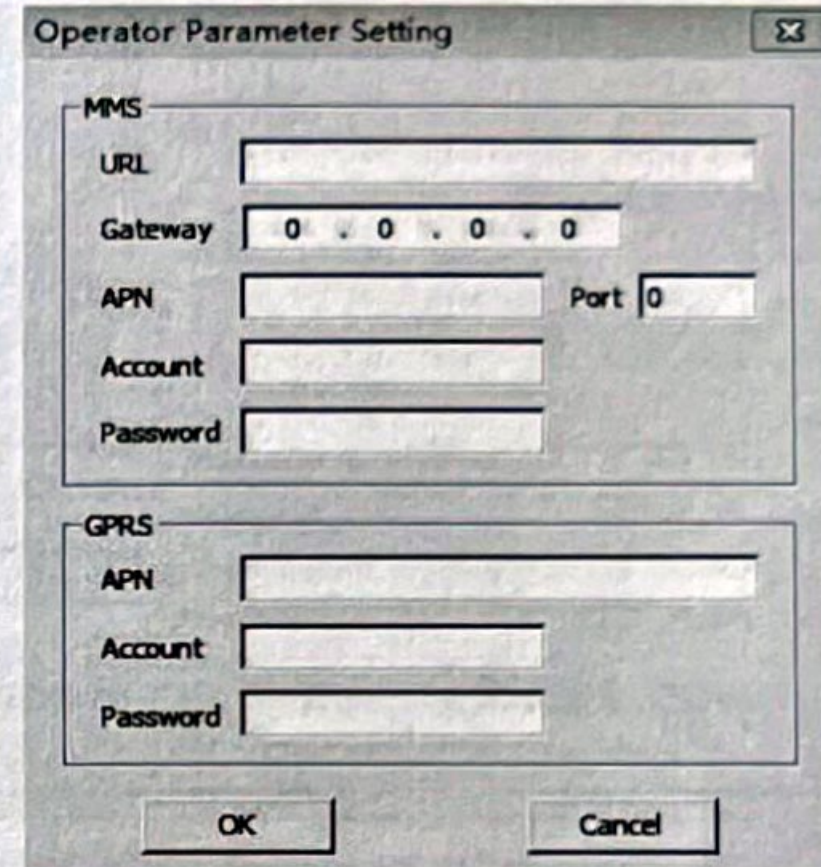 Operator Parameter Setting
MMS
URL
Gateway 0 . 0 . 0 . 0
APN Port 0
Account
Password
GPRS
APN
Account
Password
OK Cancel